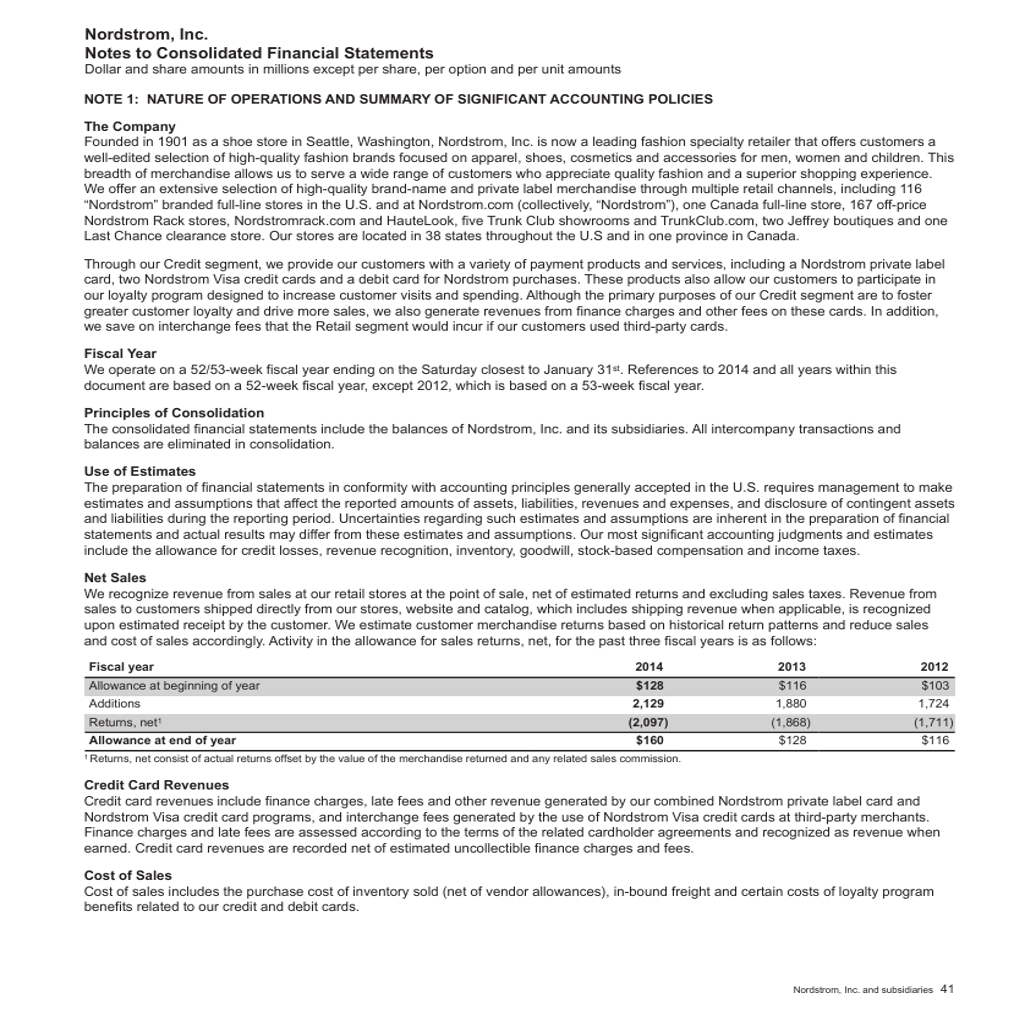 Nordstrom, Inc.
Notes to Consolidated Financial Statements
Dollar and share amounts in millions except per share, per option and per unit amounts
NOTE 1: NATURE OF OPERATIONS AND SUMMARY OF SIGNIFICANT ACCOUNTING POLICIES
The Company
Founded in 1901 as a shoe store in Seattle, Washington, Nordstrom, Inc. is now a leading fashion specialty retailer that offers customers a
well-edited selection of high-quality fashion brands focused on apparel, shoes, cosmetics and accessories for men, women and children. This
breadth of merchandise allows us to serve a wide range of customers who appreciate quality fashion and a superior shopping experience.
We offer an extensive selection of high-quality brand-name and private label merchandise through multiple retail channels, including 116
“Nordstrom” branded full-line stores in the U.S. and at Nordstrom.com (collectively, “Nordstrom”), one Canada full-line store, 167 off-price
Nordstrom Rack stores, Nordstromrack.com and HauteLook, five Trunk Club showrooms and TrunkClub.com, two Jeffrey boutiques and one
Last Chance clearance store. Our stores are located in 38 states throughout the U.S and in one province in Canada.
Through our Credit segment, we provide our customers with a variety of payment products and services, including a Nordstrom private label
card, two Nordstrom Visa credit cards and a debit card for Nordstrom purchases. These products also allow our customers to participate in
our loyalty program designed to increase customer visits and spending. Although the primary purposes of our Credit segment are to foster
greater customer loyalty and drive more sales, we also generate revenues from finance charges and other fees on these cards. In addition,
we save on interchange fees that the Retail segment would incur if our customers used third-party cards.
Fiscal Year
We operate on a 52/53-week fiscal year ending on the Saturday closest to January 31st. References to 2014 and all years within this
document are based on a 52-week fiscal year, except 2012, which is based on a 53-week fiscal year.
Principles of Consolidation
The consolidated financial statements include the balances of Nordstrom, Inc. and its subsidiaries. All intercompany transactions and
balances are eliminated in consolidation.
Use of Estimates
The preparation of financial statements in conformity with accounting principles generally accepted in the U.S. requires management to make
estimates and assumptions that affect the reported amounts of assets, liabilities, revenues and expenses, and disclosure of contingent assets
and liabilities during the reporting period. Uncertainties regarding such estimates and assumptions are inherent in the preparation of financial
statements and actual results may differ from these estimates and assumptions. Our most significant accounting judgments and estimates
include the allowance for credit losses, revenue recognition, inventory, goodwill, stock-based compensation and income taxes.
Net Sales
We recognize revenue from sales at our retail stores at the point of sale, net of estimated returns and excluding sales taxes. Revenue from
sales to customers shipped directly from our stores, website and catalog, which includes shipping revenue when applicable, is recognized
upon estimated receipt by the customer. We estimate customer merchandise returns based on historical return patterns and reduce sales
and cost of sales accordingly. Activity in the allowance for sales returns, net, for the past three fiscal years is as follows:
Fiscal year 2014 2013 2012
Allowance at beginning of year $128 $116 $103
Additions 2,129 1,880 1,724
Returns, net¹ (2,097) (1,868) (1,711)
Allowance at end of year $160 $128 $116
¹ Returns, net consist of actual returns offset by the value of the merchandise returned and any related sales commission.
Credit Card Revenues
Credit card revenues include finance charges, late fees and other revenue generated by our combined Nordstrom private label card and
Nordstrom Visa credit card programs, and interchange fees generated by the use of Nordstrom Visa credit cards at third-party merchants.
Finance charges and late fees are assessed according to the terms of the related cardholder agreements and recognized as revenue when
earned. Credit card revenues are recorded net of estimated uncollectible finance charges and fees.
Cost of Sales
Cost of sales includes the purchase cost of inventory sold (net of vendor allowances), in-bound freight and certain costs of loyalty program
benefits related to our credit and debit cards.
Nordstrom, Inc. and subsidiaries 41